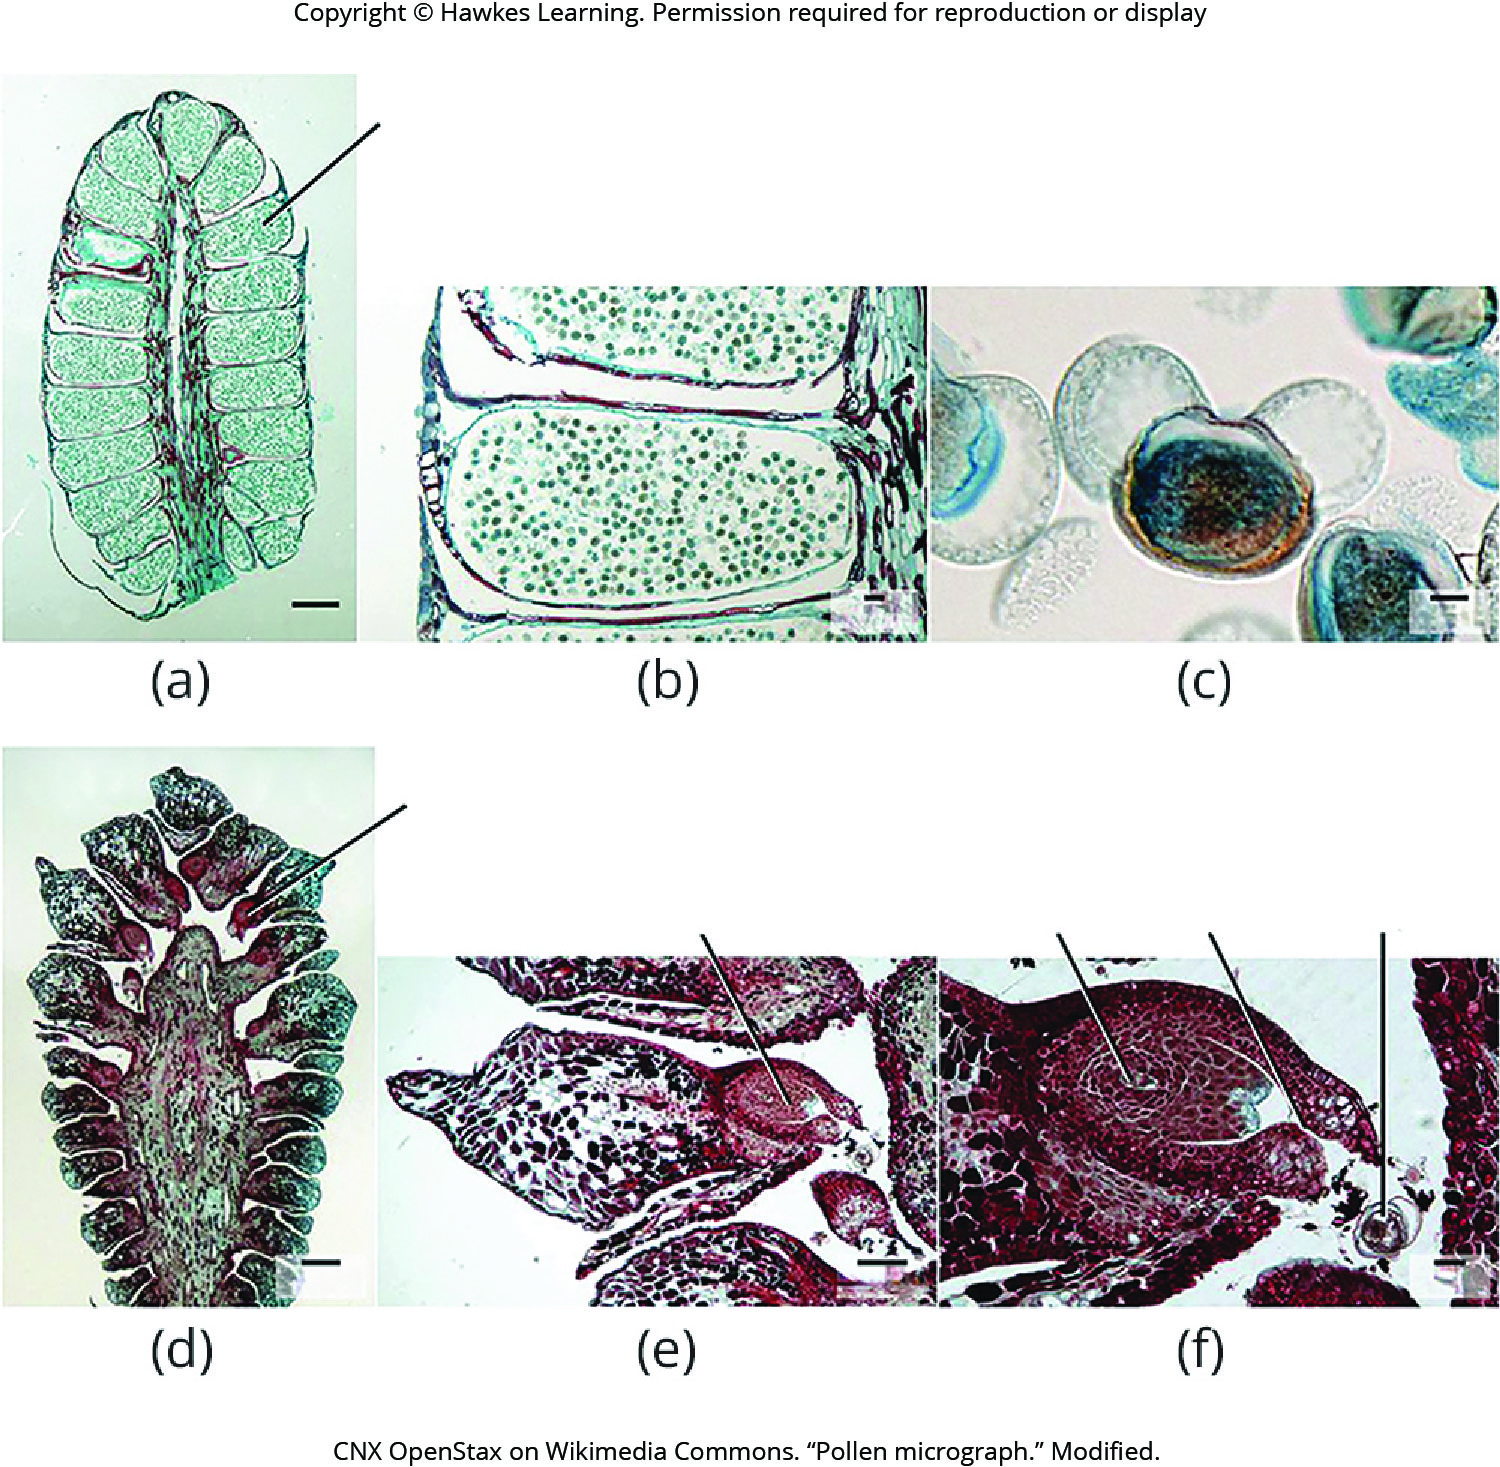 Copyright © Hawkes Learning. Permission required for reproduction or display
(a)
(b)
(c)
(d)
(e)
(f)
CNX OpenStax on Wikimedia Commons. “Pollen micrograph.” Modified.